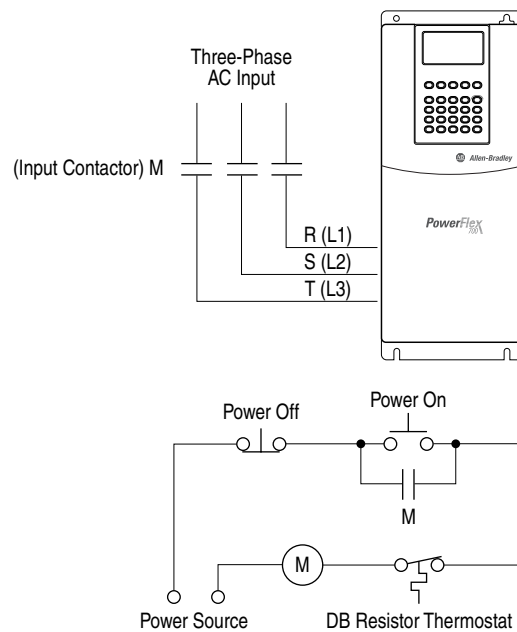 Three-Phase
AC Input
(Input Contactor) M
R (L1)
S (L2)
T (L3)
Allen-Bradley
PowerFlex
700
Power Off
Power On
M
M
Power Source
DB Resistor Thermostat